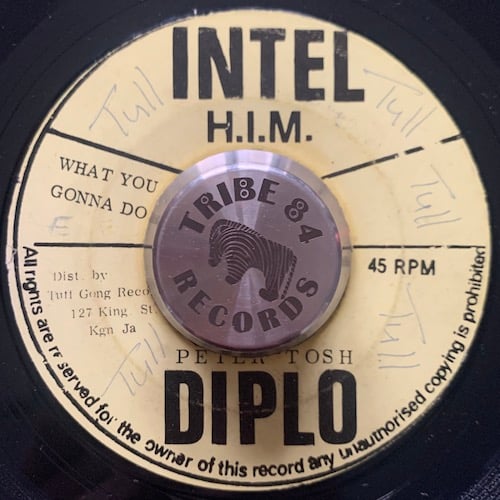 INTEL
H.I.M.
Tull
Tull
WHAT YOU
GONNA DO
Tull
E
TRIBE 84
RECORDS
45 RPM
Dist. by
Tuff Gong Reco
127 King St.
Kgn Ja
Tull
Tull
PETER TOSH
DIPLO
All rights are reserved for the owner of this record any unauthorised copying is prohibited